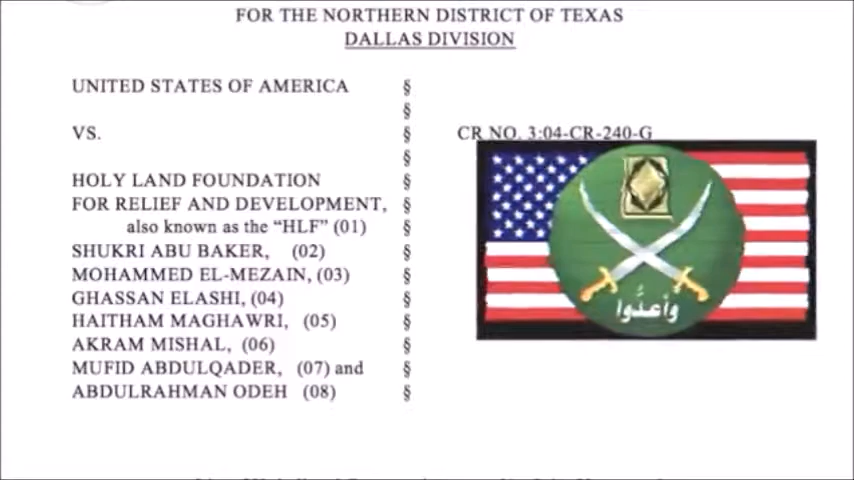 FOR THE NORTHERN DISTRICT OF TEXAS
DALLAS DIVISION
UNITED STATES OF AMERICA §
§
VS. § CR NO. 3:04-CR-240-G
§
HOLY LAND FOUNDATION §
FOR RELIEF AND DEVELOPMENT, §
also known as the “HLF” (01) §
SHUKRI ABU BAKER, (02) §
MOHAMMED EL-MEZAIN, (03) §
GHASSAN ELASHI, (04) §
HAITHAM MAGHAWRI, (05) §
AKRAM MISHAL, (06) §
MUFID ABDULQADER, (07) and §
ABDULRAHMAN ODEH (08) §
وأعدُّوا